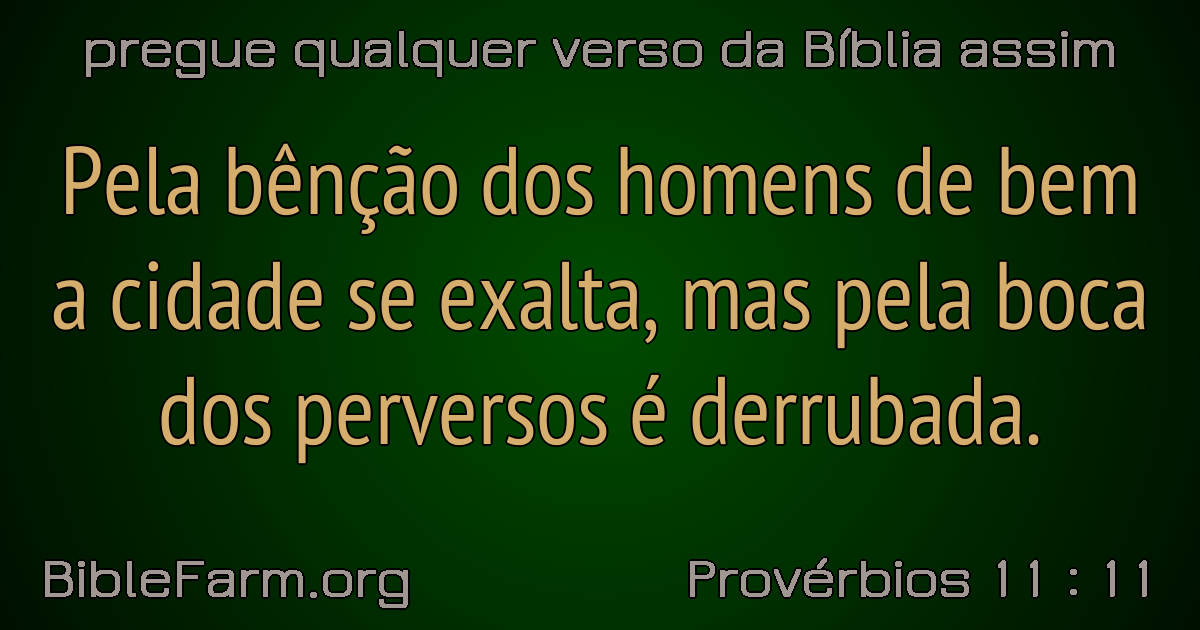 pregue qualquer verso da Bíblia assim
Pela bênção dos homens de bem
a cidade se exalta, mas pela boca
dos perversos é derrubada.
BibleFarm.org
Provérbios 11 : 11